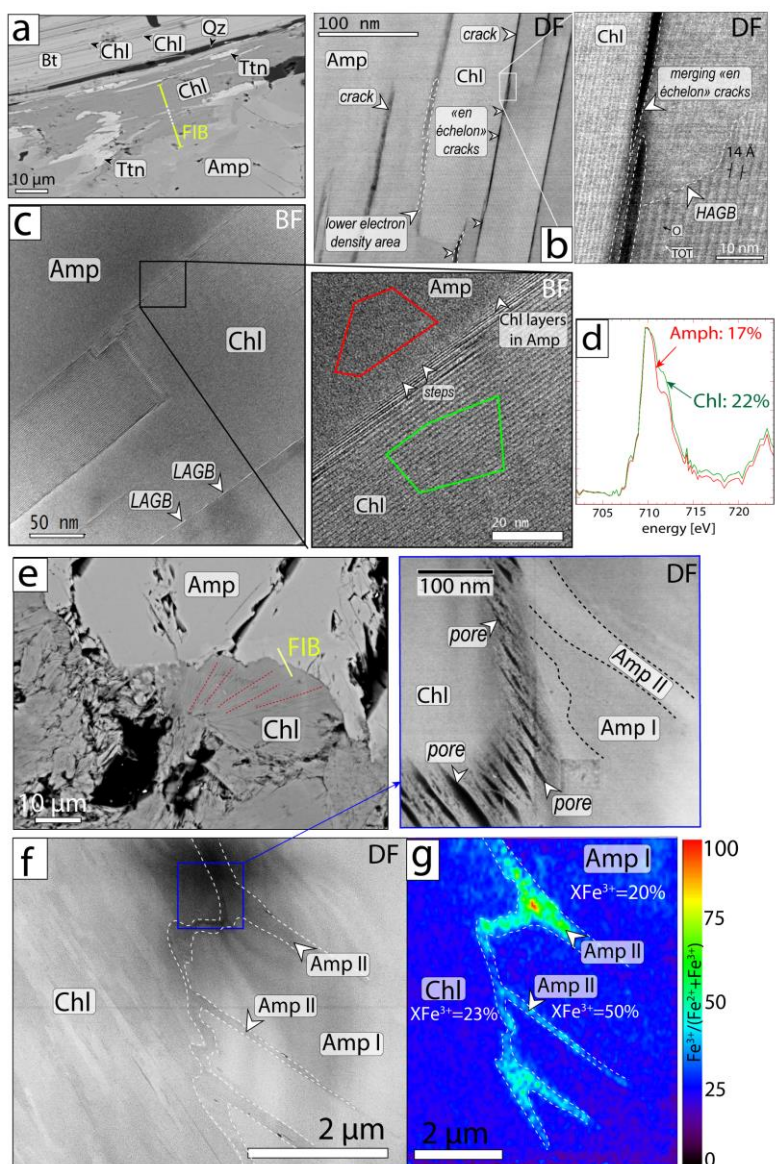 a
Chl
Chl
Qz
Bt
Ttn
Chl
FIB
Ttn
Amp
10 µm
100 nm
DF
crack
Amp
Chl
crack
«en
échelon»
cracks
lower electron
density area
b
Chl
DF
merging «en
échelon» cracks
14 Å
HAGB
O
TOT
10 nm
c
BF
Amp
Chl
LAGB
LAGB
50 nm
Amp
BF
Chl layers
in Amp
steps
Chl
20 nm
d
Amph: 17%
Chl: 22%
705
710
715
720
energy [eV]
e
Amp
FIB
Chl
10 µm
100 nm
DF
pore
Amp II
Chl
Amp I
pore
pore
f
DF
Amp II
Chl
Amp II
Amp I
2 µm
g
Amp I
XFe³⁺=20%
Amp II
Chl
Amp II
XFe³⁺=23%
XFe³⁺=50%
2 µm
100
75
50
25
0
Fe³⁺/(Fe²⁺+Fe³⁺)